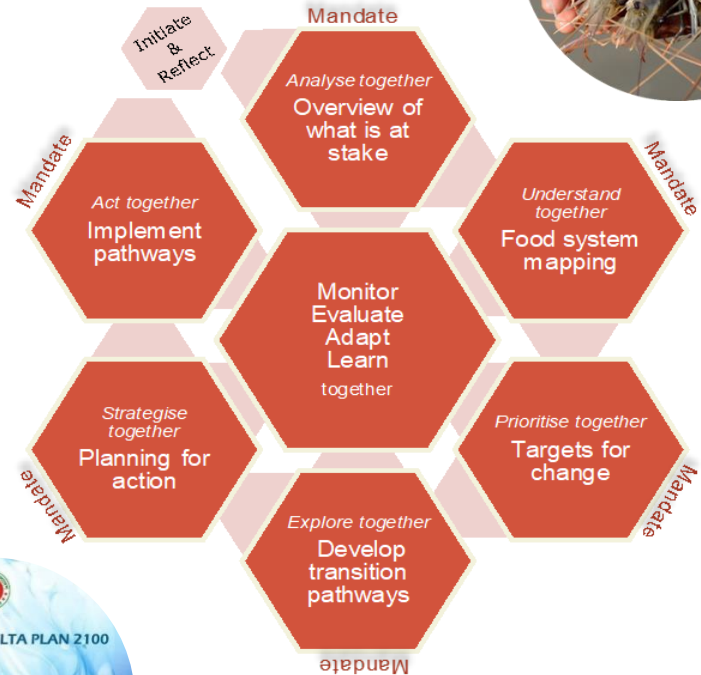 Mandate
Initiate
&
Reflect
Analyse together
Overview of
what is at
stake
Mandate
Mandate
Act together
Implement
pathways
Understand
together
Food system
mapping
Monitor
Evaluate
Adapt
Learn
together
Strategise
together
Planning for
action
Prioritise together
Targets for
change
Mandate
Mandate
Explore together
Develop
transition
pathways
LTA PLAN 2100
Mandate